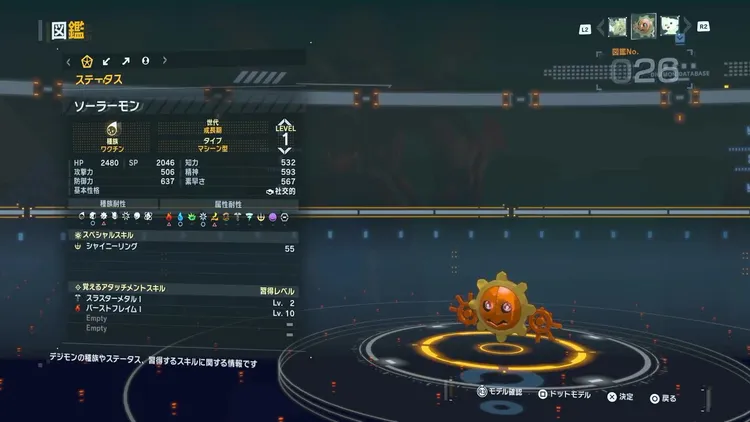 図鑑
L2
R2
図鑑No.
026
DIGIMON DATABASE
ステータス
ソーラーモン
種族
ワクチン
世代
成長期
タイプ
マシーン型
LEVEL
1
HP 2480 SP 2046 知力 532
攻撃力 506 精神 593
防御力 637 素早さ 567
基本性格 社交的
種族耐性 属性耐性
スペシャルスキル
シャイニーリング 55
覚えるアタッチメントスキル 習得レベル
スラスターメタルⅠ Lv. 2
バーストフレイムⅠ Lv. 10
Empty
Empty
デジモンの種族やステータス、習得するスキルに関する情報です
モデル確認 ドットモデル 決定 戻る